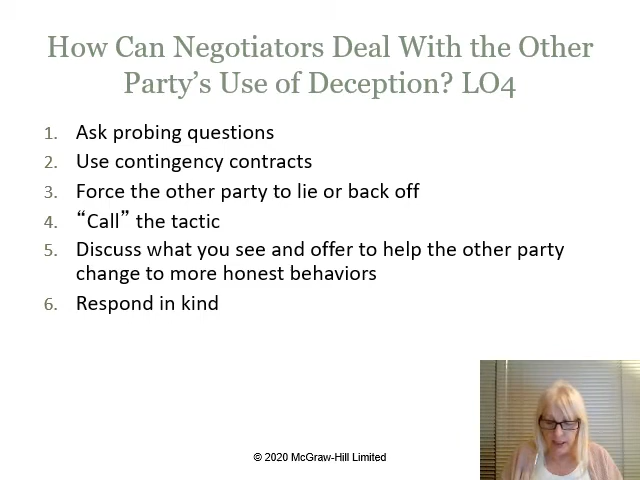 How Can Negotiators Deal With the Other
Party’s Use of Deception? LO4
1. Ask probing questions
2. Use contingency contracts
3. Force the other party to lie or back off
4. “Call” the tactic
5. Discuss what you see and offer to help the other party
change to more honest behaviors
6. Respond in kind
© 2020 McGraw-Hill Limited